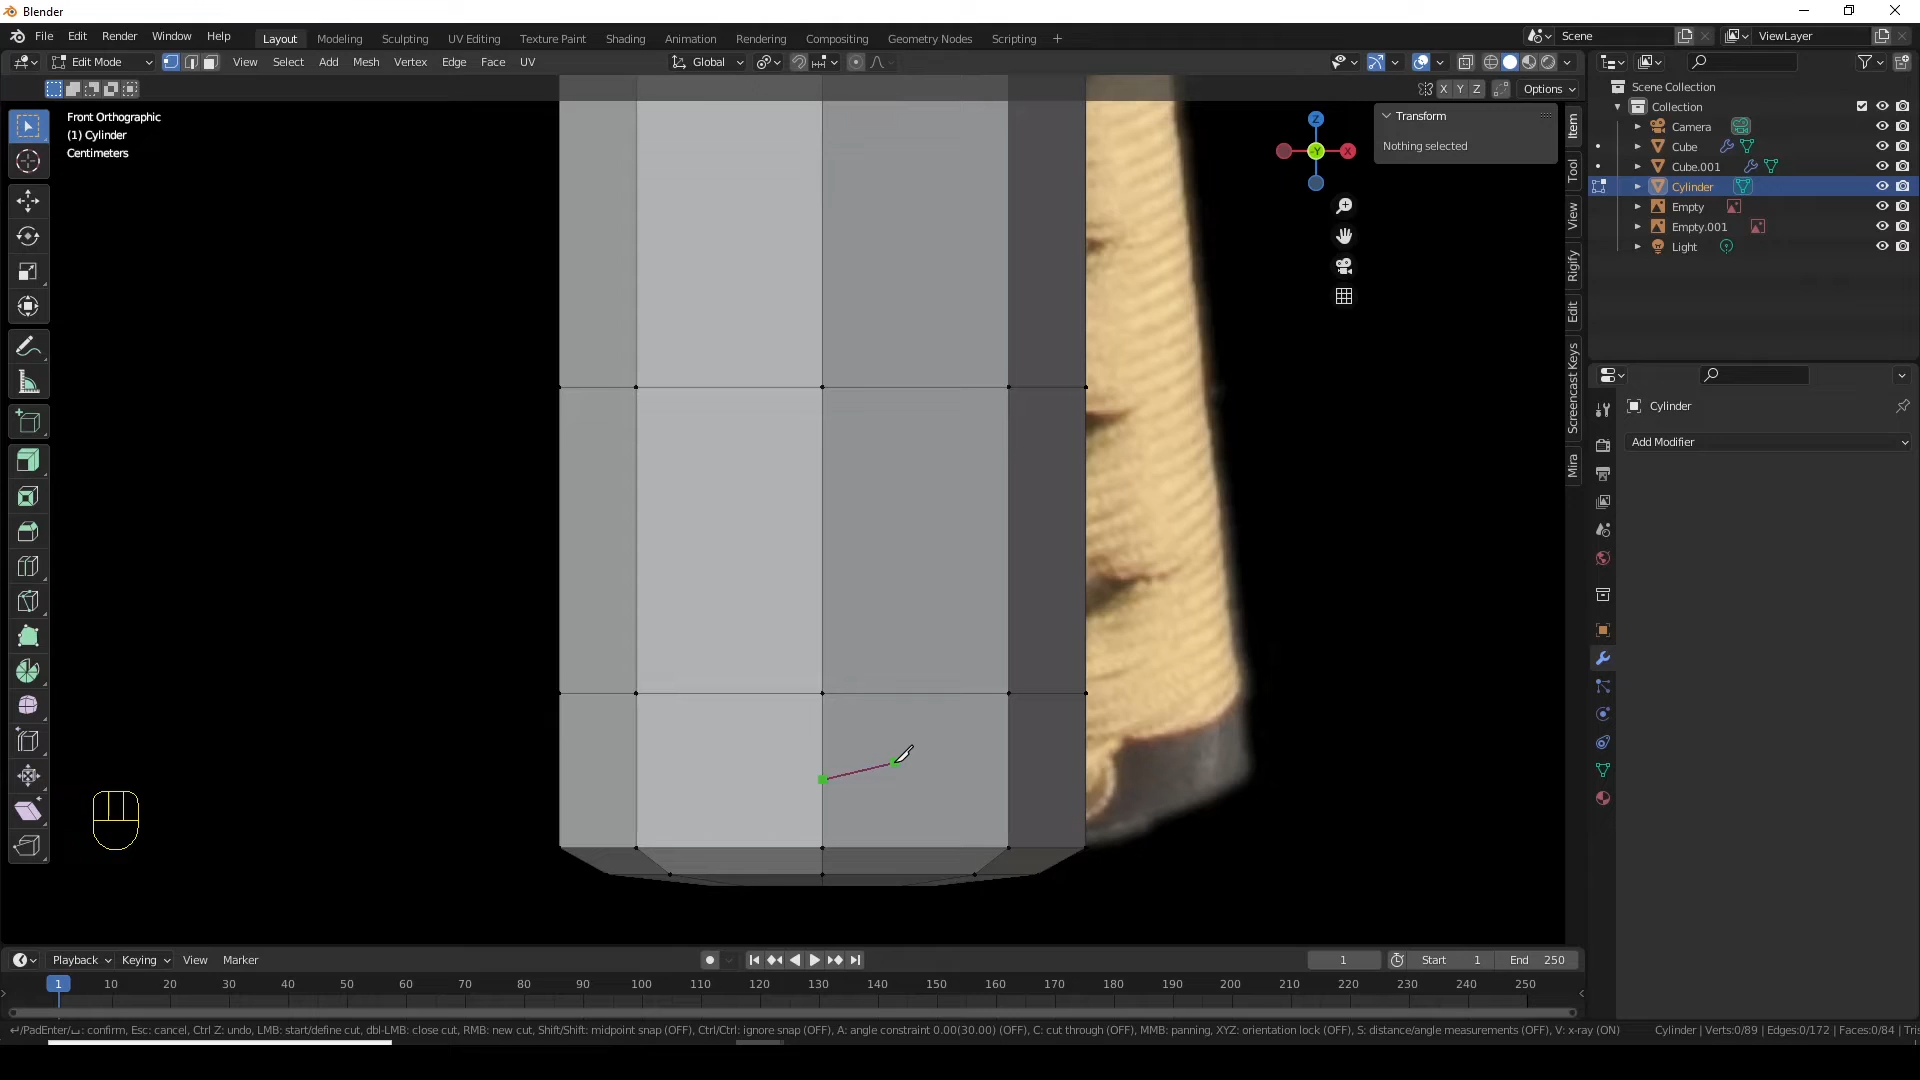 Blender
File Edit Render Window Help
Layout Modeling Sculpting UV Editing Texture Paint Shading Animation Rendering Compositing Geometry Nodes Scripting +
Scene
ViewLayer
Edit Mode View Select Add Mesh Vertex Edge Face UV
Global
X Y Z Options
Front Orthographic
(1) Cylinder
Centimeters
Z
-Y
X
Transform
Nothing selected
Item
Tool
View
Rigify
Edit
Screencast Keys
Mira
Scene Collection
Collection
Camera
Cube
Cube.001
Cylinder
Empty
Empty.001
Light
Cylinder
Add Modifier
Playback Keying View Marker
1 Start 1 End 250
1 10 20 30 40 50 60 70 80 90 100 110 120 130 140 150 160 170 180 190 200 210 220 230 240 250
/PadEnter/ : confirm, Esc: cancel, Ctrl Z: undo, LMB: start/define cut, dbl-LMB: close cut, RMB: new cut, Shift/Shift: midpoint snap (OFF), Ctrl/Ctrl: ignore snap (OFF), A: angle constraint 0.00(30.00) (OFF), C: cut through (OFF), MMB: panning, XYZ: orientation lock (OFF), S: distance/angle measurements (OFF), V: x-ray (ON)
Cylinder | Verts:0/89 | Edges:0/172 | Faces:0/84 | Tris